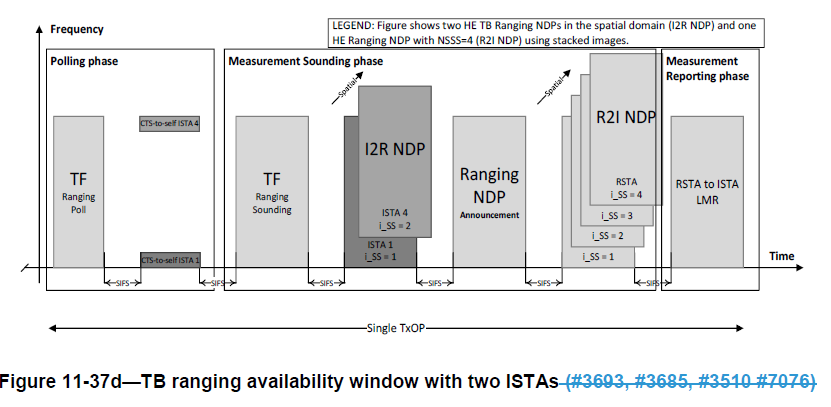 Frequency
LEGEND: Figure shows two HE TB Ranging NDPs in the spatial domain (I2R NDP) and one
HE Ranging NDP with NSSS=4 (R2I NDP) using stacked images.
Polling phase
Measurement Sounding phase
Measurement
Reporting phase
Spatial
Spatial
CTS-to-self ISTA 4
TF
Ranging
Poll
CTS-to-self ISTA 1
TF
Ranging
Sounding
I2R NDP
ISTA 4
i_SS = 2
ISTA 1
i_SS = 1
Ranging
NDP
Announcement
R2I NDP
RSTA
i_SS = 4
i_SS = 3
i_SS = 2
i_SS = 1
RSTA to ISTA
LMR
Time
SIFS
SIFS
SIFS
SIFS
SIFS
SIFS
Single TxOP
Figure 11-37d—TB ranging availability window with two ISTAs (#3693, #3685, #3510 #7076)